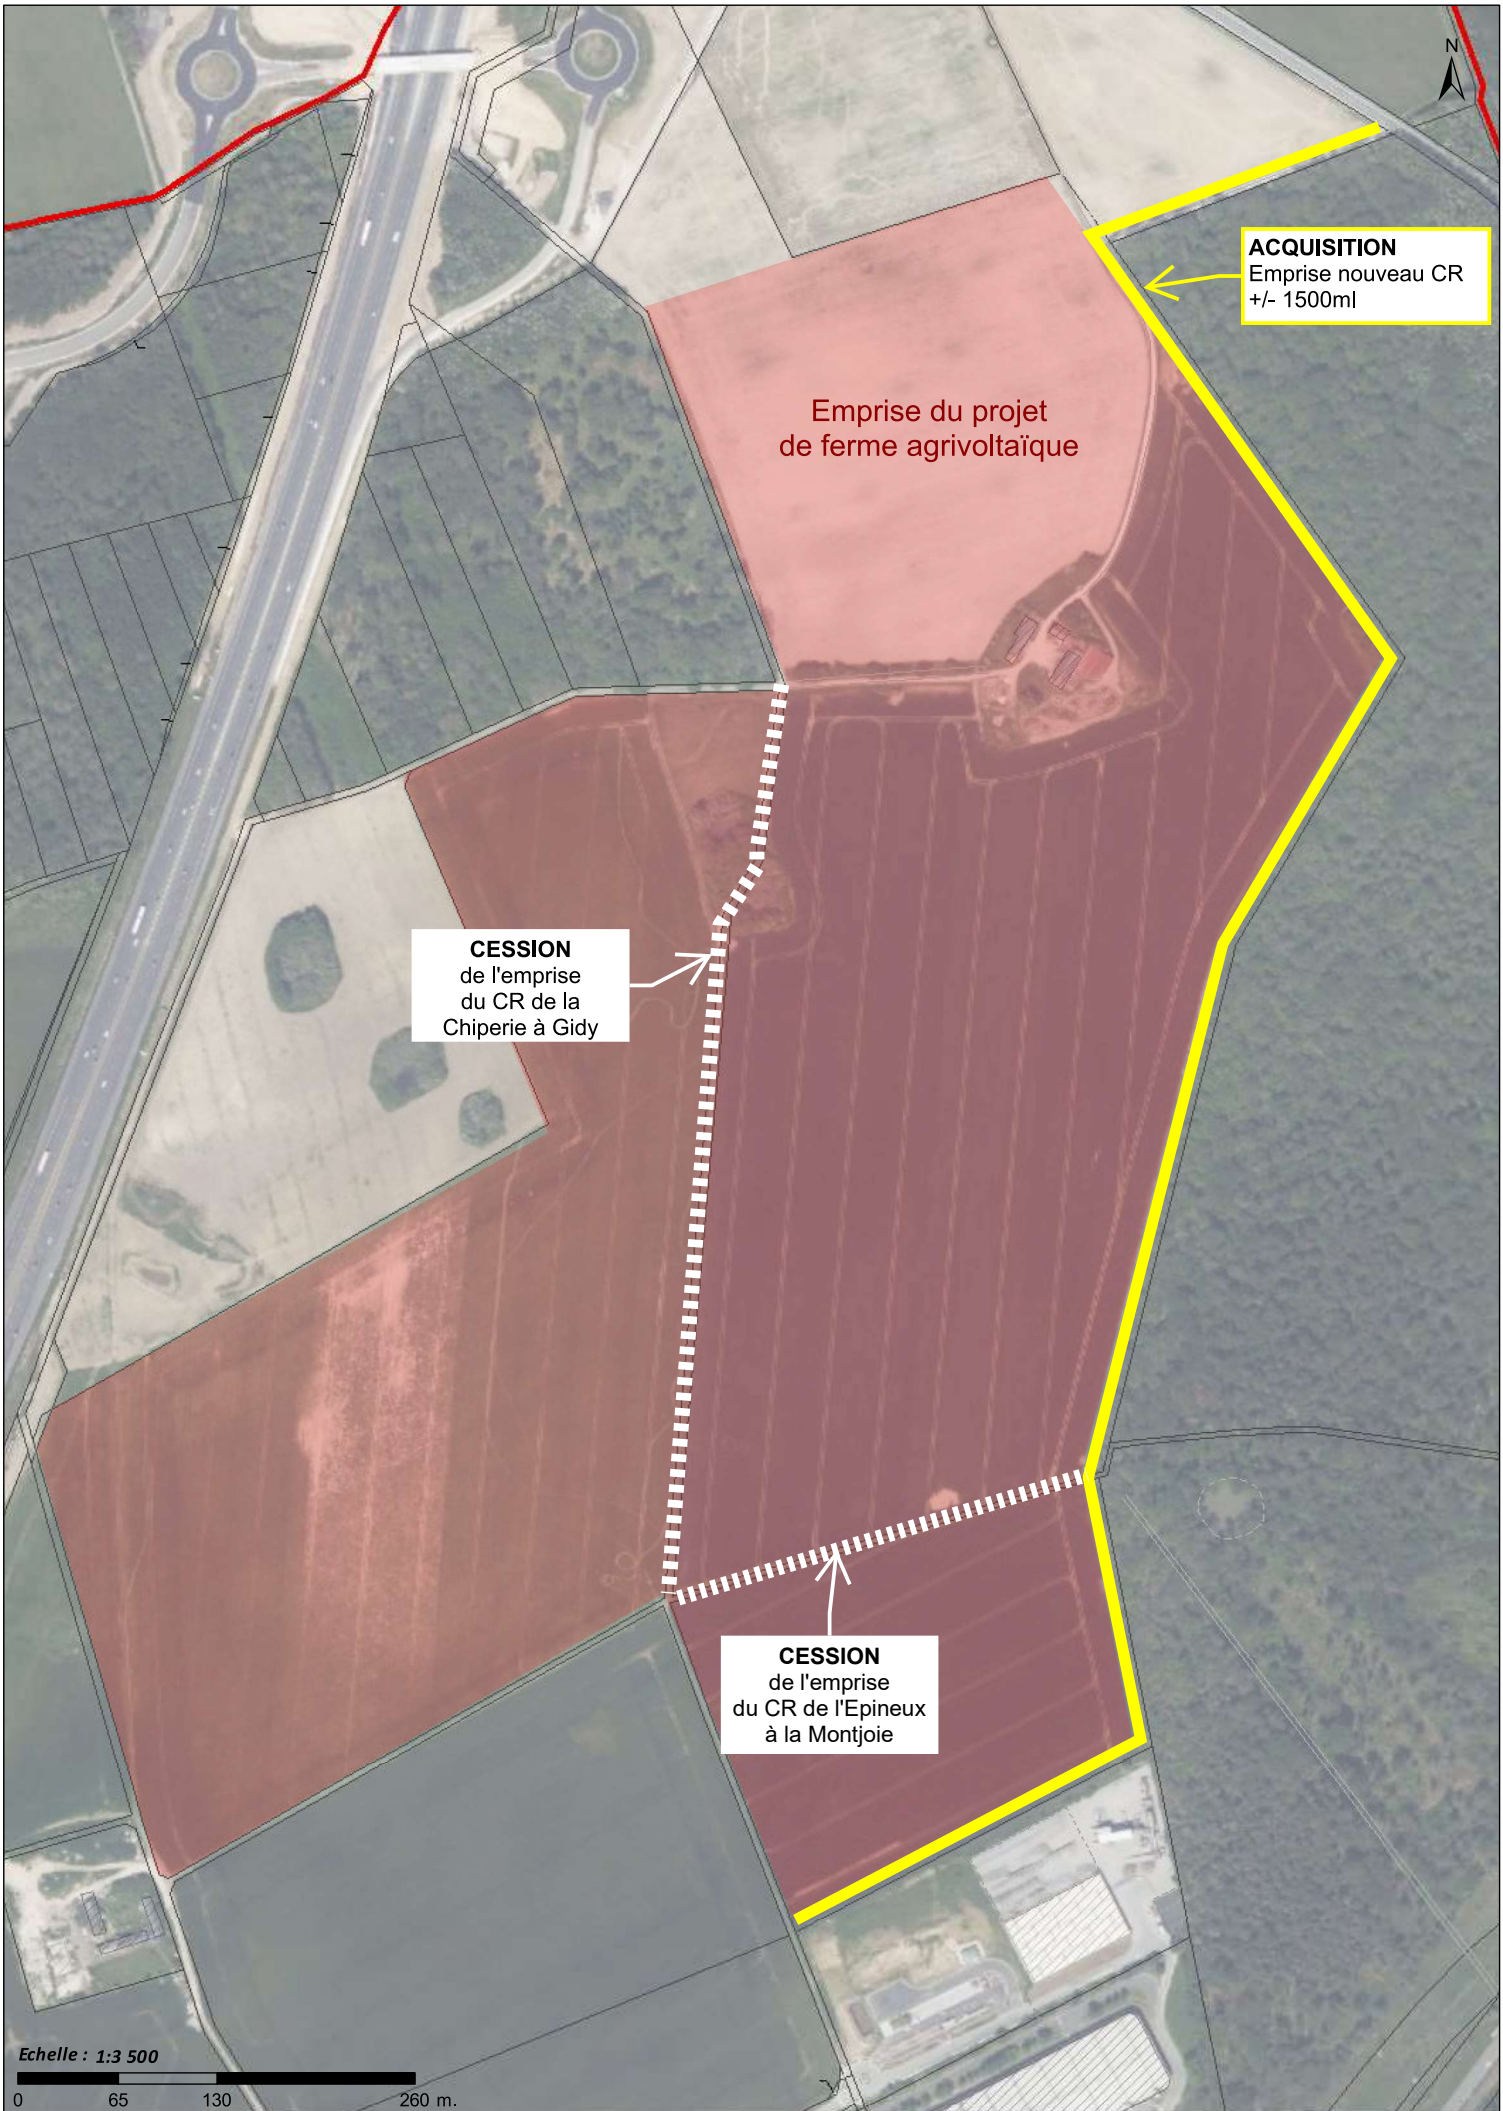 N
ACQUISITION
Emprise nouveau CR
+/- 1500ml
Emprise du projet
de ferme agrivoltaïque
CESSION
de l'emprise
du CR de la
Chiperie à Gidy
CESSION
de l'emprise
du CR de l'Epineux
à la Montjoie
Echelle : 1:3 500
0 65 130 260 m.